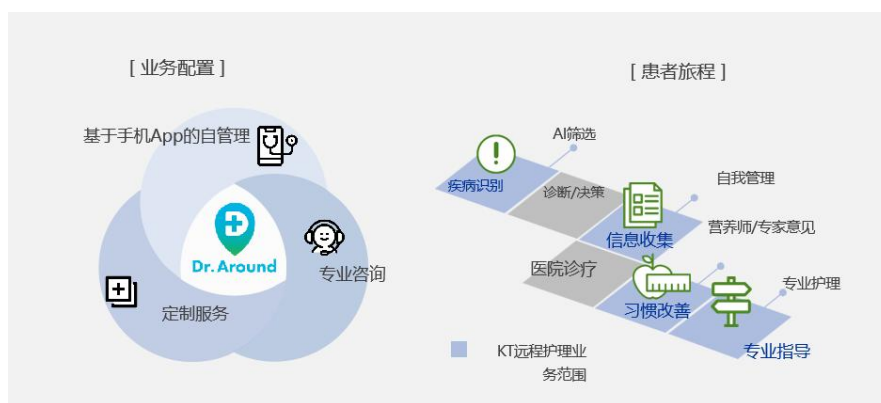 [ 业务配置 ]
基于手机App的自管理
Dr. Around
专业咨询
定制服务
[ 患者旅程 ]
AI筛选
疾病识别
诊断/决策
自我管理
信息收集
营养师/专家意见
医院诊疗
习惯改善
专业护理
专业指导
KT远程护理业
务范围